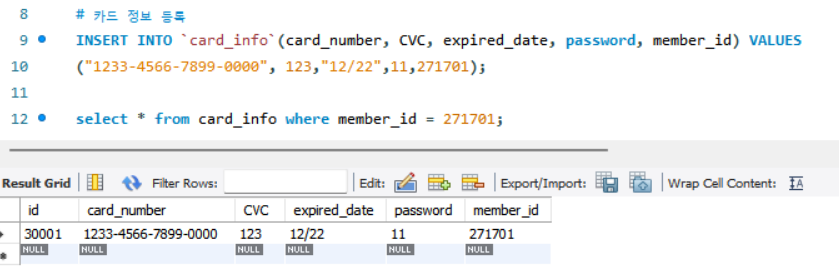 8 # 카드 정보 등록
9 INSERT INTO `card_info`(card_number, CVC, expired_date, password, member_id) VALUES
10 ("1233-4566-7899-0000", 123,"12/22",11,271701);
11
12 select * from card_info where member_id = 271701;
Result Grid Filter Rows: Edit: Export/Import: Wrap Cell Content: IA
id card_number CVC expired_date password member_id
30001 1233-4566-7899-0000 123 12/22 11 271701
NULL NULL NULL NULL NULL NULL